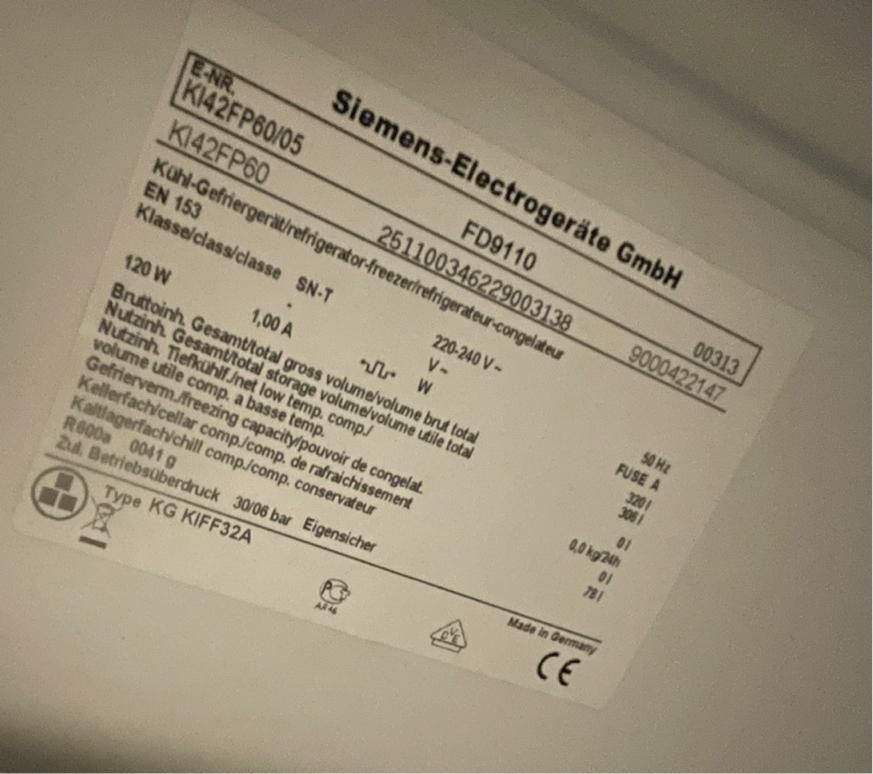 Siemens-Electrogeräte GmbH
E-NR.
KI42FP60/05 FD9110 00313
KI42FP60 251100346229003138 9000422147
Kühl-Gefriergerät/refrigerator-freezer/refrigerateur-congelateur
EN 153
Klasse/class/classe SN-T 220-240 V~ 50 Hz
. V~ FUSE A
120 W 1,00 A W
Bruttoinh. Gesamt/total gross volume/volume brut total 320 l
Nutzinh. Gesamt/total storage volume/volume utile total 306 l
Nutzinh. Tiefkühlf./net low temp. comp./
volume utile comp. a basse temp. 0 l
Gefrierverm./freezing capacity/pouvoir de congelat. 0,0 kg/24h
Kellerfach/cellar comp./comp. de rafraichissement 0 l
Kaltlagerfach/chill comp./comp. conservateur 78 l
R600a 0041 g
Zul. Betriebsüberdruck 30/06 bar Eigensicher
Type KG KIFF32A
Made in Germany
AЯ46
DVE
CE